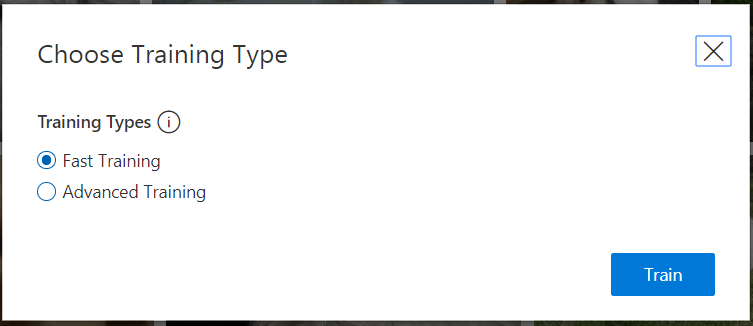 Choose Training Type
Training Types
Fast Training
Advanced Training
Train